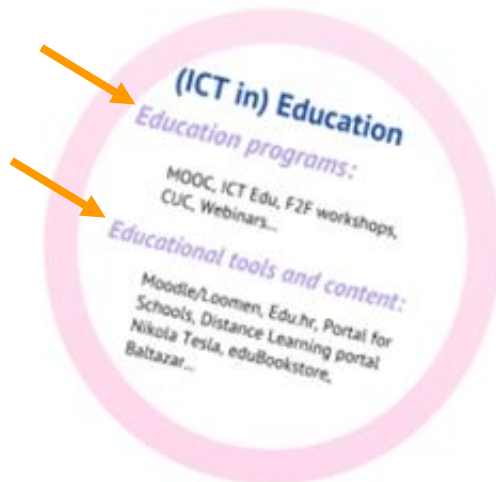 (ICT in) Education
Education programs:
MOOC, ICT Edu, F2F workshops,
CUC, Webinars...
Educational tools and content:
Moodle/Loomen, Edu.hr, Portal for
Schools, Distance Learning portal
Nikola Tesla, eduBookstore,
Baltazar...